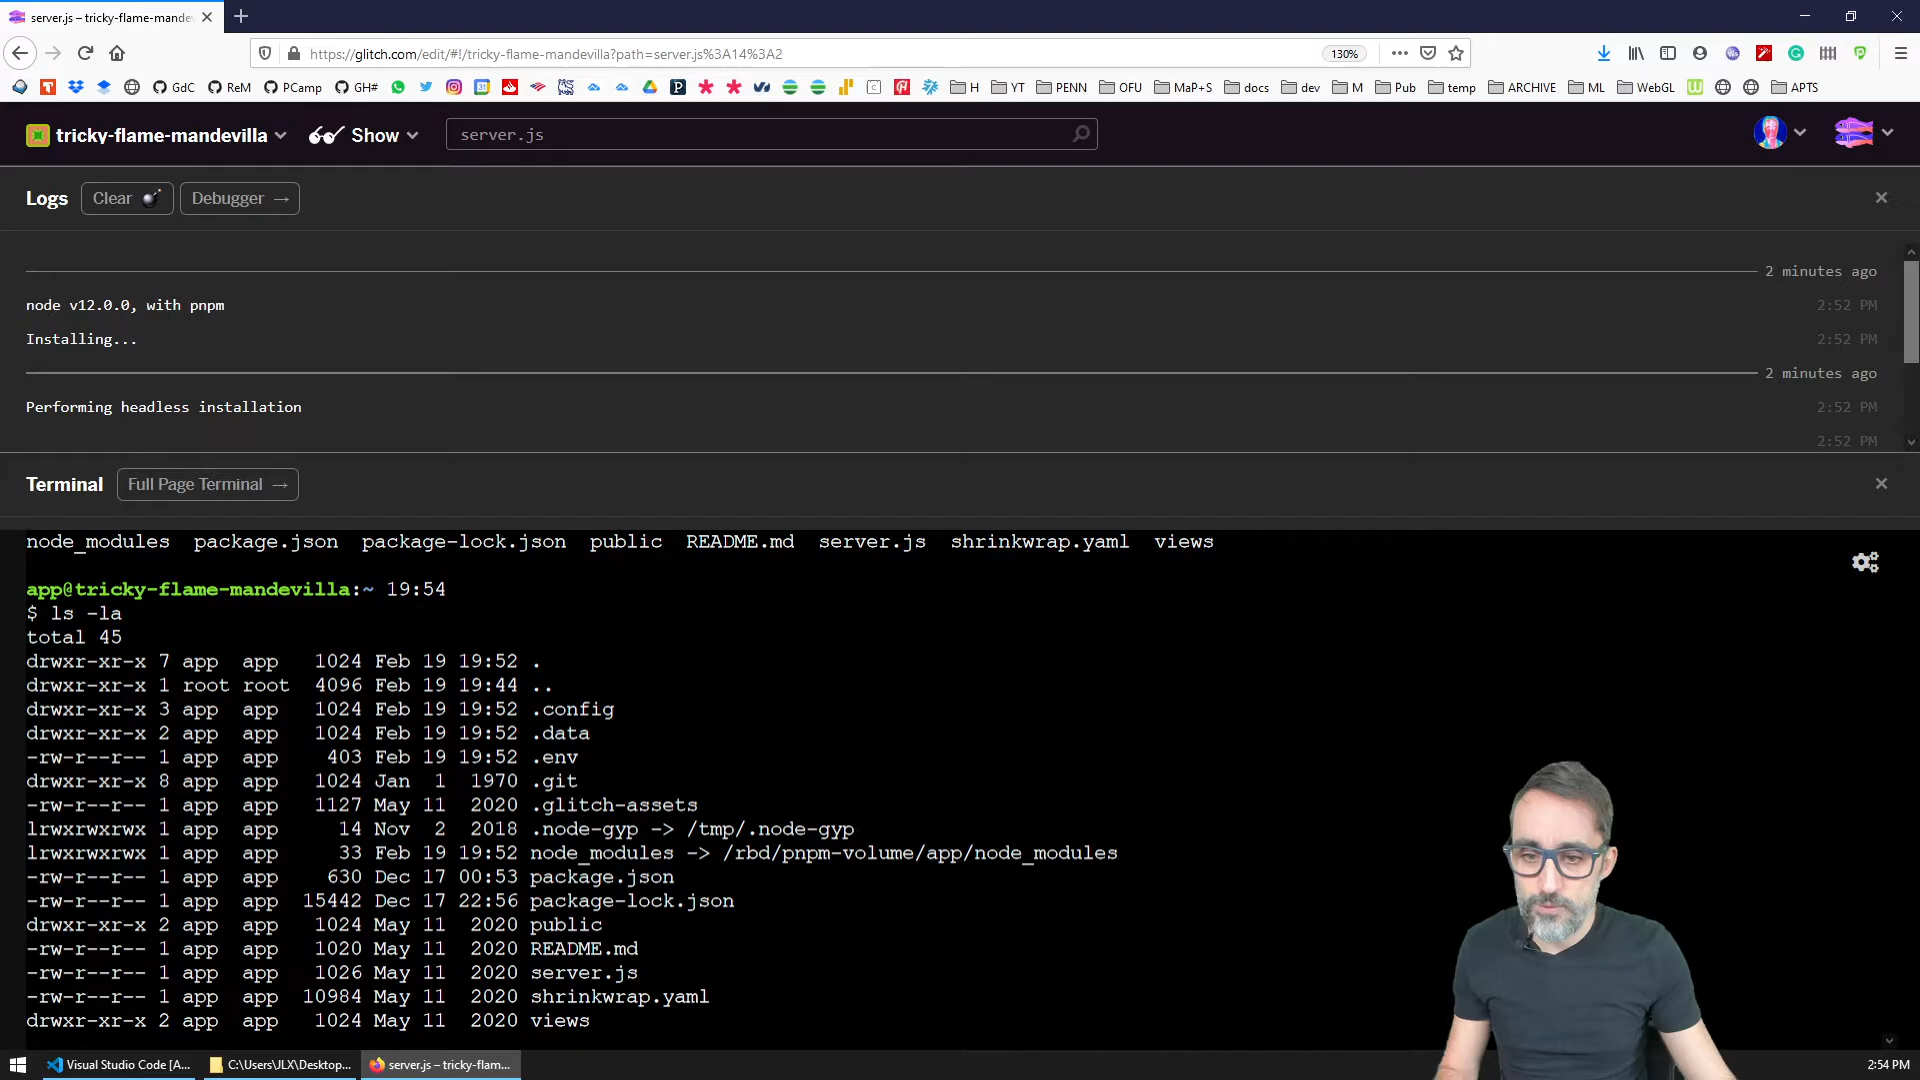 server.js – tricky-flame-mande
https://glitch.com/edit/#!/tricky-flame-mandevilla?path=server.js%3A14%3A2
130%
GdC
ReM
PCamp
GH#
H
YT
PENN
OFU
MaP+S
docs
dev
M
Pub
temp
ARCHIVE
ML
WebGL
APTS
tricky-flame-mandevilla
Show
server.js
Logs
Clear
Debugger →
2 minutes ago
node v12.0.0, with pnpm 2:52 PM
Installing... 2:52 PM
2 minutes ago
Performing headless installation 2:52 PM
2:52 PM
Terminal
Full Page Terminal →
node_modules package.json package-lock.json public README.md server.js shrinkwrap.yaml views
app@tricky-flame-mandevilla:~ 19:54
$ ls -la
total 45
drwxr-xr-x 7 app app 1024 Feb 19 19:52 .
drwxr-xr-x 1 root root 4096 Feb 19 19:44 ..
drwxr-xr-x 3 app app 1024 Feb 19 19:52 .config
drwxr-xr-x 2 app app 1024 Feb 19 19:52 .data
-rw-r--r-- 1 app app 403 Feb 19 19:52 .env
drwxr-xr-x 8 app app 1024 Jan 1 1970 .git
-rw-r--r-- 1 app app 1127 May 11 2020 .glitch-assets
lrwxrwxrwx 1 app app 14 Nov 2 2018 .node-gyp -> /tmp/.node-gyp
lrwxrwxrwx 1 app app 33 Feb 19 19:52 node_modules -> /rbd/pnpm-volume/app/node_modules
-rw-r--r-- 1 app app 630 Dec 17 00:53 package.json
-rw-r--r-- 1 app app 15442 Dec 17 22:56 package-lock.json
drwxr-xr-x 2 app app 1024 May 11 2020 public
-rw-r--r-- 1 app app 1020 May 11 2020 README.md
-rw-r--r-- 1 app app 1026 May 11 2020 server.js
-rw-r--r-- 1 app app 10984 May 11 2020 shrinkwrap.yaml
drwxr-xr-x 2 app app 1024 May 11 2020 views
Visual Studio Code [A...
C:\Users\JLX\Desktop...
server.js – tricky-flam...
2:54 PM